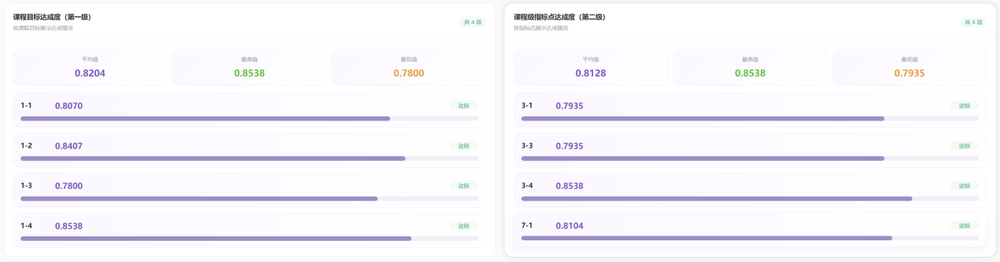 课程目标达成度（第一级）
按课程目标展示达成情况
共 4 项
平均值
0.8204
最高值
0.8538
最低值
0.7800
1-1 0.8070 达标
1-2 0.8407 达标
1-3 0.7800 达标
1-4 0.8538 达标
课程级指标点达成度（第二级）
按指标点展示达成情况
共 4 项
平均值
0.8128
最高值
0.8538
最低值
0.7935
3-1 0.7935 达标
3-3 0.7935 达标
3-4 0.8538 达标
7-1 0.8104 达标